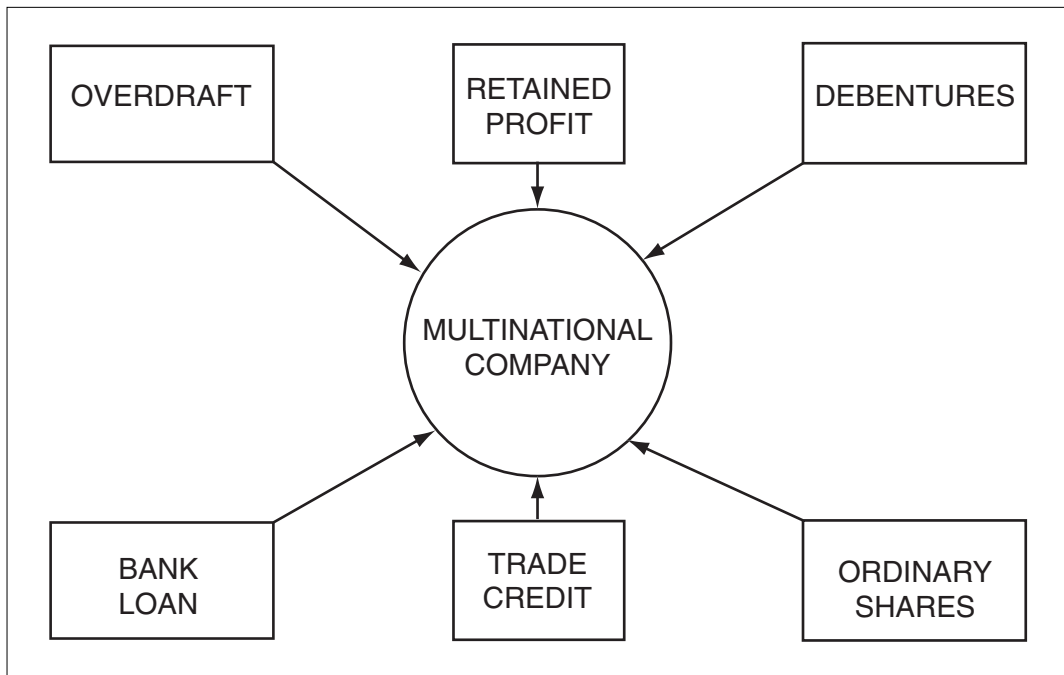 OVERDRAFT
RETAINED
PROFIT
DEBENTURES
MULTINATIONAL
COMPANY
BANK
LOAN
TRADE
CREDIT
ORDINARY
SHARES